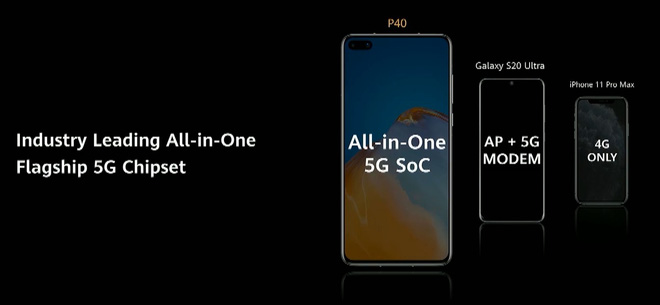 Industry Leading All-in-One
Flagship 5G Chipset
P40
All-in-One
5G SoC
Galaxy S20 Ultra
AP + 5G
MODEM
iPhone 11 Pro Max
4G
ONLY